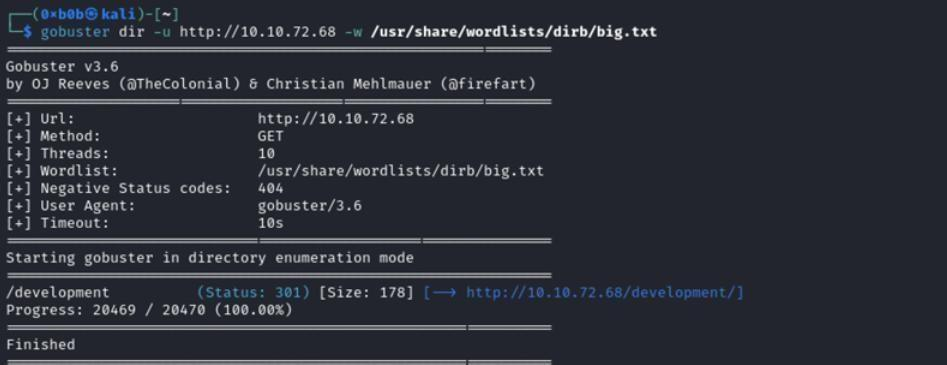 (0×b0b㉿kali)-[~]
$ gobuster dir -u http://10.10.72.68 -w /usr/share/wordlists/dirb/big.txt
Gobuster v3.6
by OJ Reeves (@TheColonial) & Christian Mehlmauer (@firefart)
[+] Url: http://10.10.72.68
[+] Method: GET
[+] Threads: 10
[+] Wordlist: /usr/share/wordlists/dirb/big.txt
[+] Negative Status codes: 404
[+] User Agent: gobuster/3.6
[+] Timeout: 10s
Starting gobuster in directory enumeration mode
/development (Status: 301) [Size: 178] [--> http://10.10.72.68/development/]
Progress: 20469 / 20470 (100.00%)
Finished